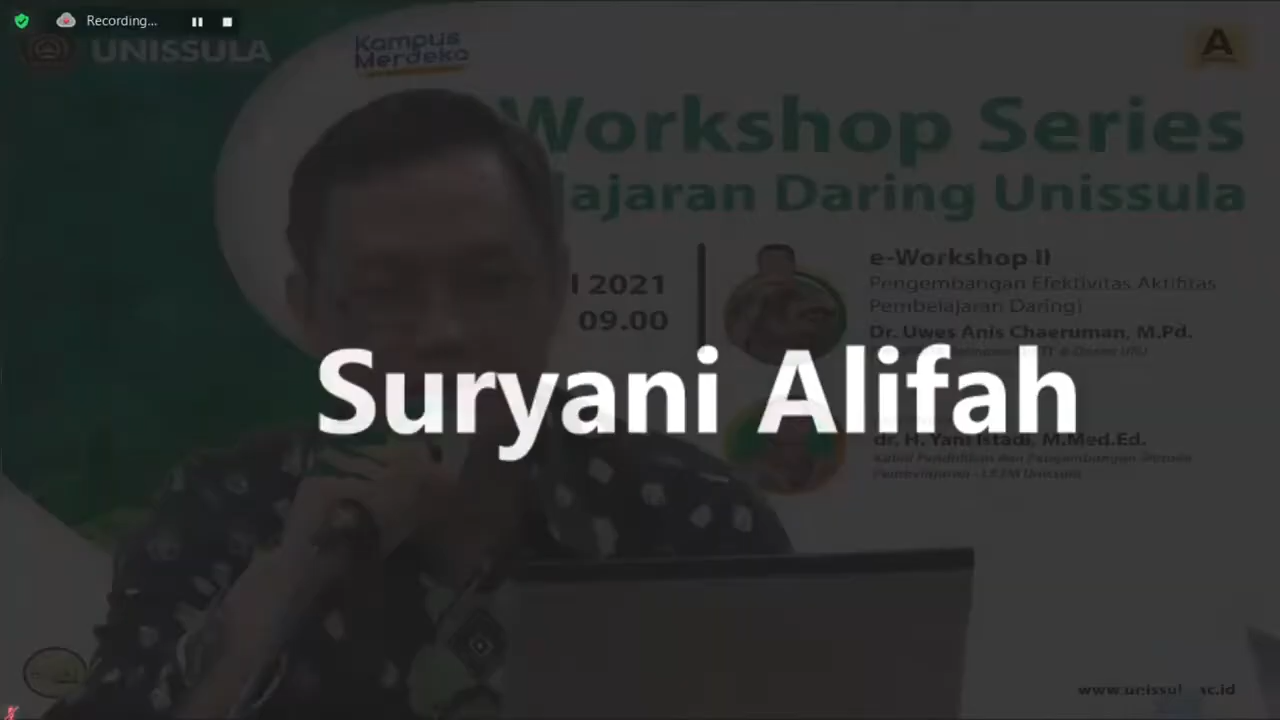 Recording...
UNISSULA
Kampus
Merdeka
A
Workshop Series
ajaran Daring Unissula
2021
09.00
e-Workshop II
Pengembangan Efektivitas Aktifitas
Pembelajaran Daring)
Dr. Uwes Anis Chaeruman, M.Pd.
Suryani Alifah
dr. H. Yani Istadi, M.Med.Ed.